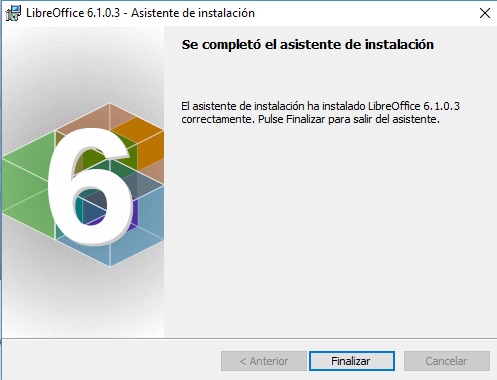 LibreOffice 6.1.0.3 - Asistente de instalación
Se completó el asistente de instalación
El asistente de instalación ha instalado LibreOffice 6.1.0.3
correctamente. Pulse Finalizar para salir del asistente.
6
< Anterior
Finalizar
Cancelar